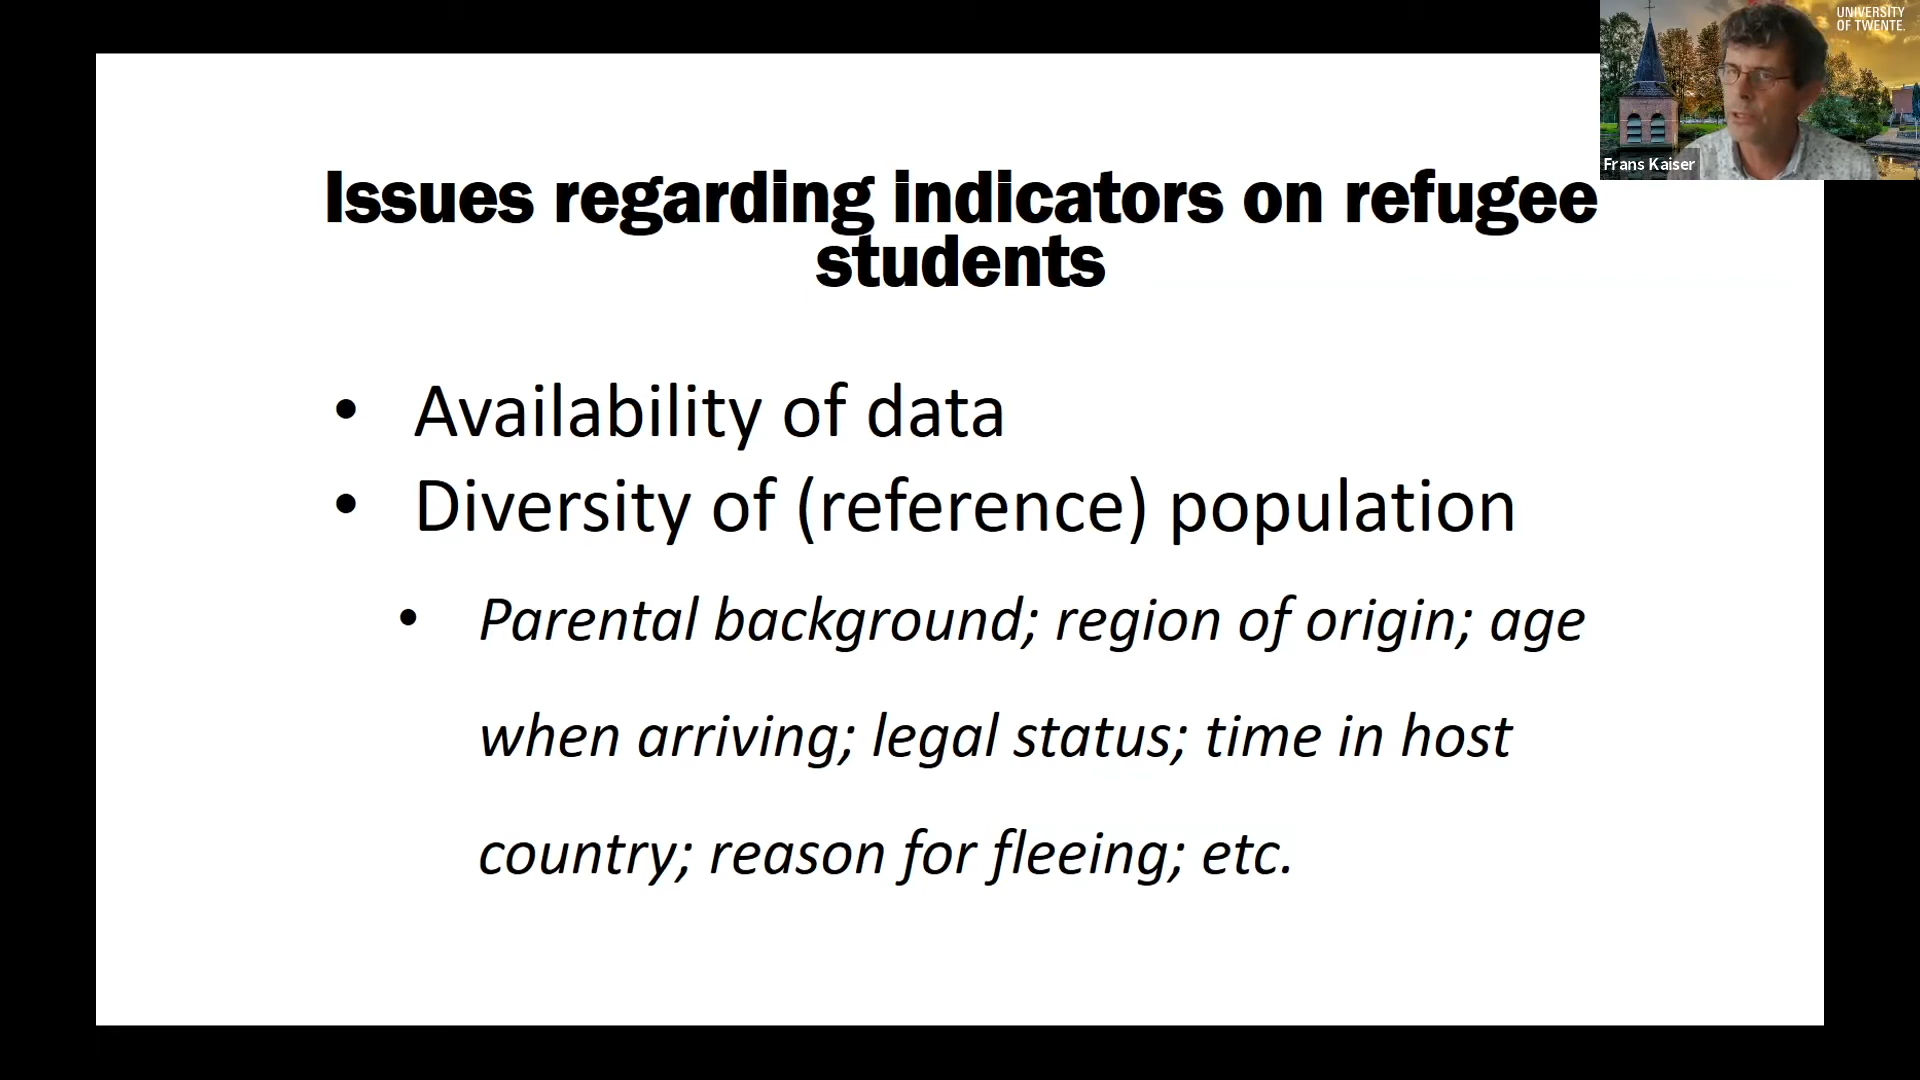 UNIVERSITY
OF TWENTE.
Frans Kaiser
Issues regarding indicators on refugee
students
• Availability of data
• Diversity of (reference) population
• Parental background; region of origin; age
when arriving; legal status; time in host
country; reason for fleeing; etc.